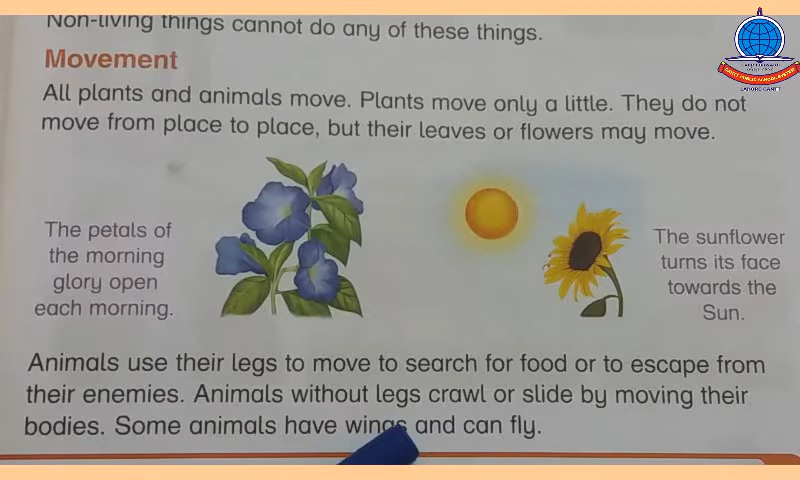 Non-living things cannot do any of these things.
Movement
All plants and animals move. Plants move only a little. They do not
move from place to place, but their leaves or flowers may move.
The petals of
the morning
glory open
each morning.
The sunflower
turns its face
towards the
Sun.
Animals use their legs to move to search for food or to escape from
their enemies. Animals without legs crawl or slide by moving their
bodies. Some animals have wings and can fly.
LAHORE CANTT